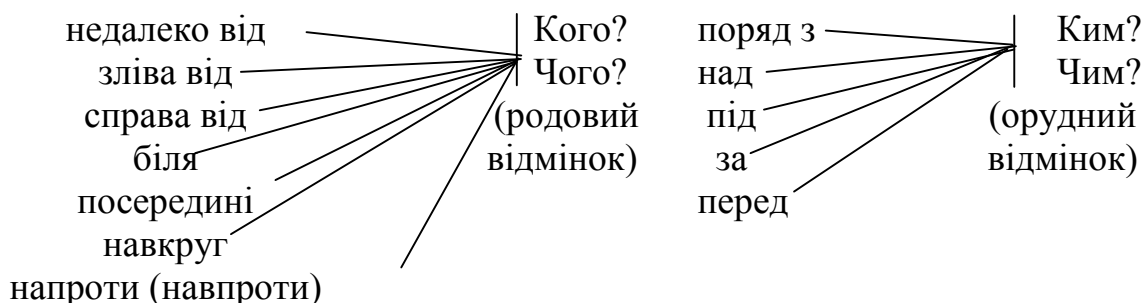 недалеко від
зліва від
справа від
біля
посередині
навкруг
напроти (навпроти)
Кого?
Чого?
(родовий
відмінок)
поряд з
над
під
за
перед
Ким?
Чим?
(орудний
відмінок)